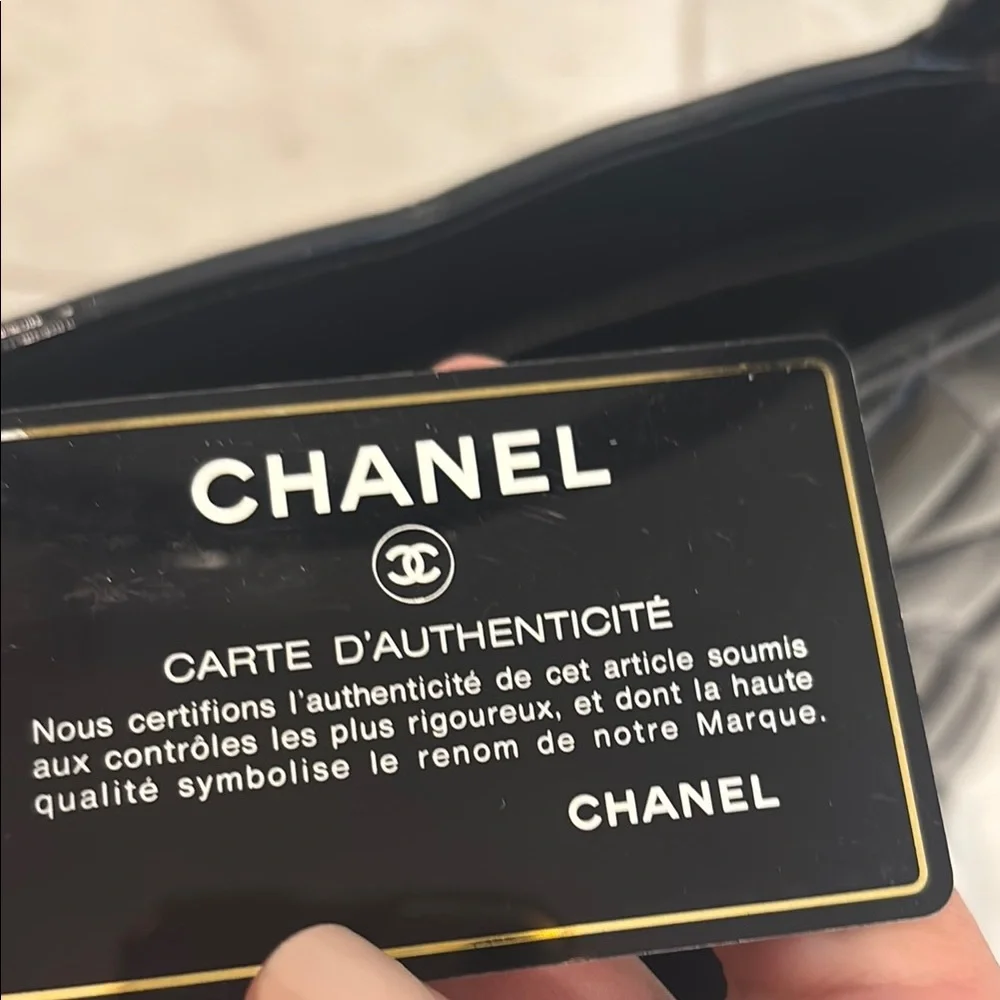 CHANEL
CARTE D'AUTHENTICITÉ
Nous certifions l'authenticité de cet article soumis
aux contrôles les plus rigoureux, et dont la haute
qualité symbolise le renom de notre Marque.
CHANEL